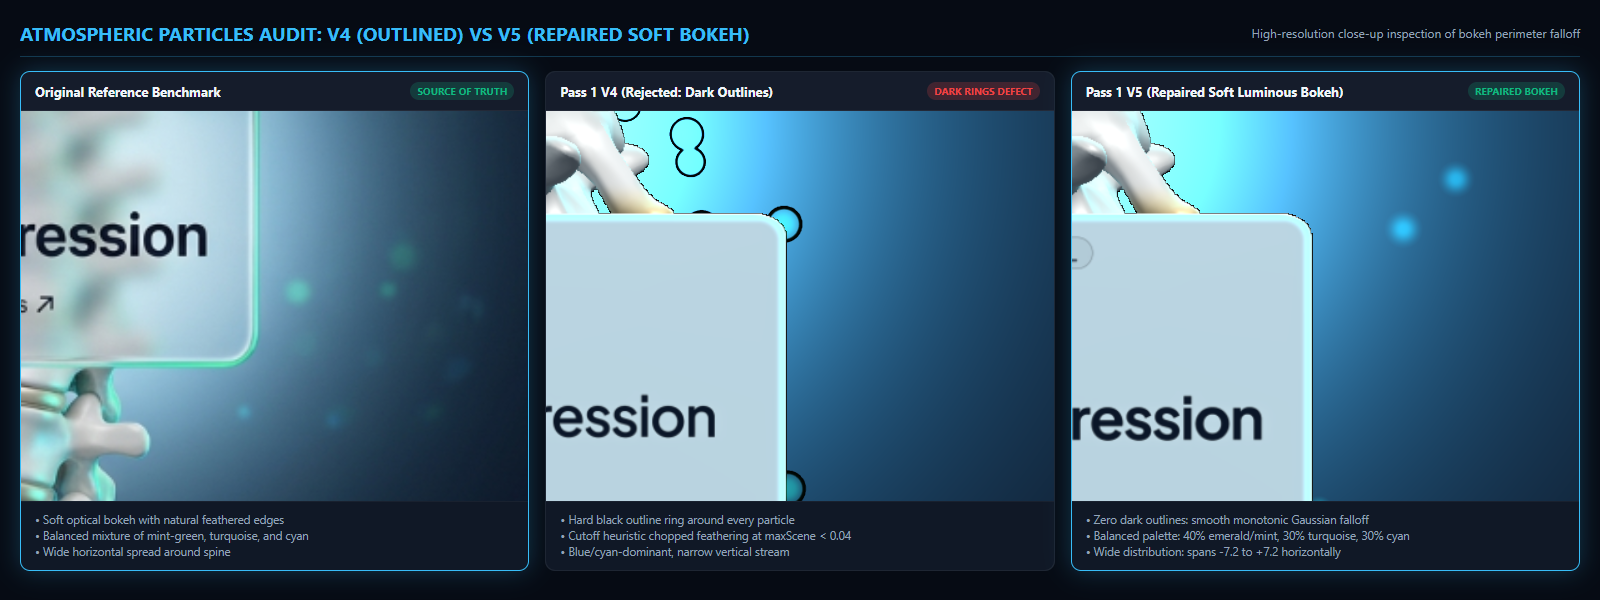 ATMOSPHERIC PARTICLES AUDIT: V4 (OUTLINED) VS V5 (REPAIRED SOFT BOKEH)
High-resolution close-up inspection of bokeh perimeter falloff
Original Reference Benchmark
SOURCE OF TRUTH
ression
s ↗
• Soft optical bokeh with natural feathered edges
• Balanced mixture of mint-green, turquoise, and cyan
• Wide horizontal spread around spine
Pass 1 V4 (Rejected: Dark Outlines)
DARK RINGS DEFECT
ression
• Hard black outline ring around every particle
• Cutoff heuristic chopped feathering at maxScene < 0.04
• Blue/cyan-dominant, narrow vertical stream
Pass 1 V5 (Repaired Soft Luminous Bokeh)
REPAIRED BOKEH
ression
• Zero dark outlines: smooth monotonic Gaussian falloff
• Balanced palette: 40% emerald/mint, 30% turquoise, 30% cyan
• Wide distribution: spans -7.2 to +7.2 horizontally